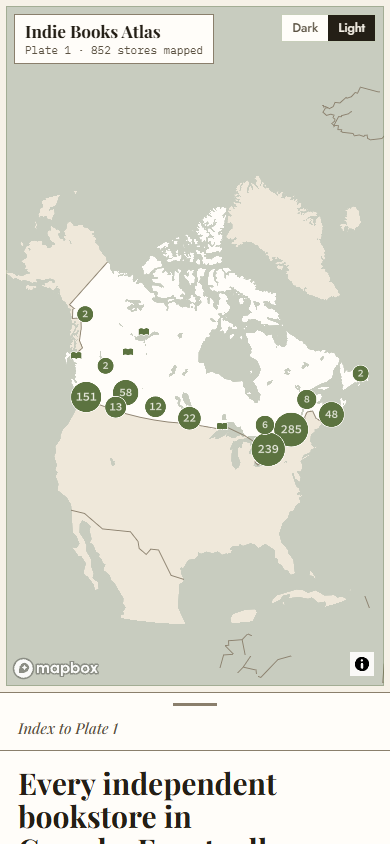 Indie Books Atlas
Plate 1 · 852 stores mapped
Dark Light
2
2
2
151
58
13
12
22
6
8
48
285
239
mapbox
Index to Plate 1
Every independent
bookstore in